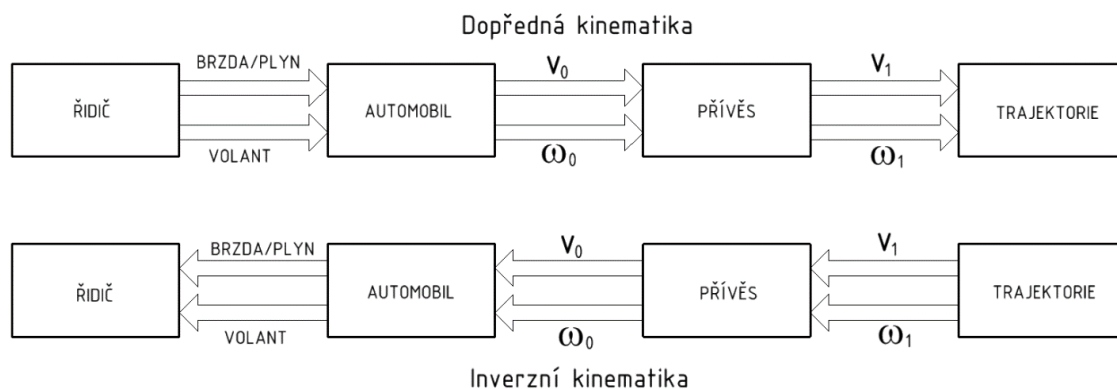 Dopředná kinematika
BRZDA/PLYN V₀ V₁
ŘIDIČ AUTOMOBIL PŘÍVĚS TRAJEKTORIE
VOLANT ω₀ ω₁
BRZDA/PLYN V₀ V₁
ŘIDIČ AUTOMOBIL PŘÍVĚS TRAJEKTORIE
VOLANT ω₀ ω₁
Inverzní kinematika